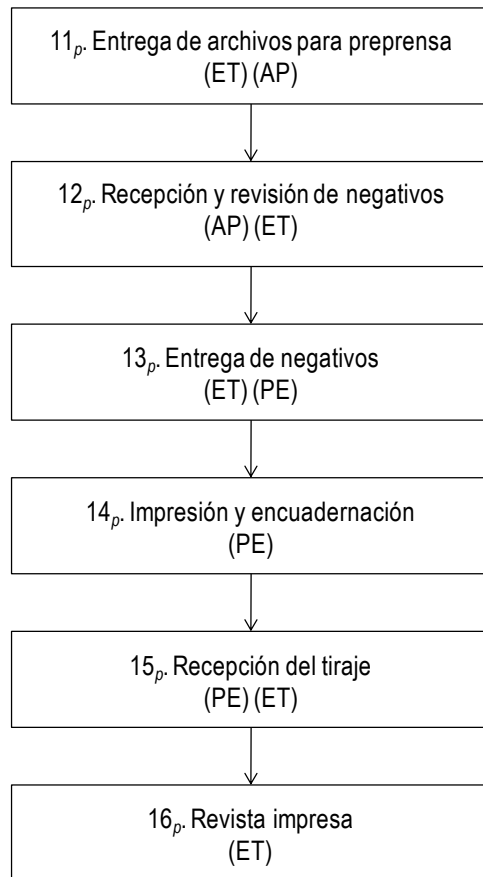 11p. Entrega de archivos para preprensa
(ET) (AP)
12p. Recepción y revisión de negativos
(AP) (ET)
13p. Entrega de negativos
(ET) (PE)
14p. Impresión y encuadernación
(PE)
15p. Recepción del tiraje
(PE) (ET)
16p. Revista impresa
(ET)